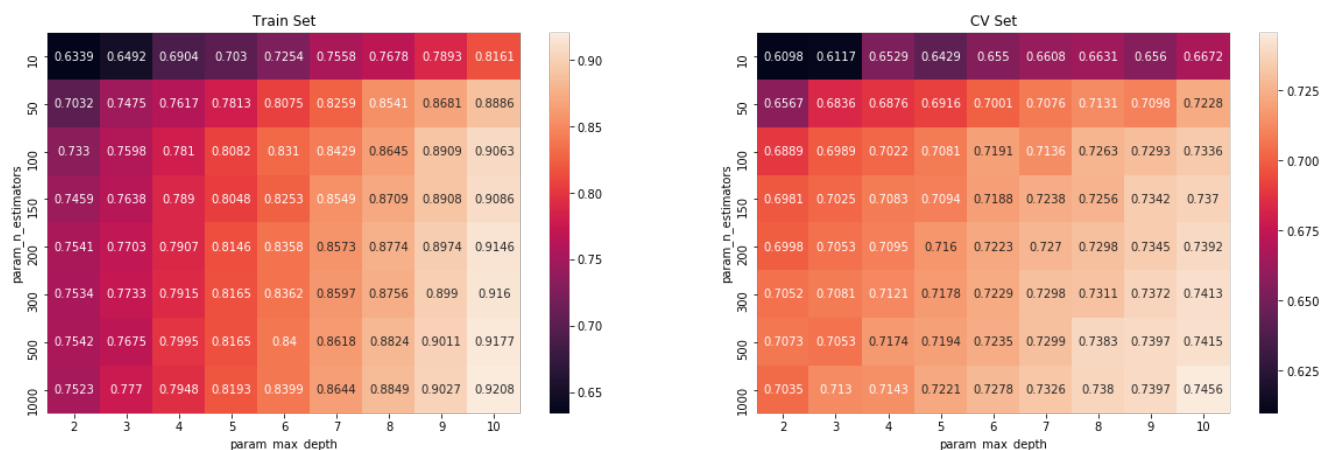 Train Set
10 0.6339 0.6492 0.6904 0.703 0.7254 0.7558 0.7678 0.7893 0.8161
50 0.7032 0.7475 0.7617 0.7813 0.8075 0.8259 0.8541 0.8681 0.8886
100 0.733 0.7598 0.781 0.8082 0.831 0.8429 0.8645 0.8909 0.9063
150 0.7459 0.7638 0.789 0.8048 0.8253 0.8549 0.8709 0.8908 0.9086
200 0.7541 0.7703 0.7907 0.8146 0.8358 0.8573 0.8774 0.8974 0.9146
300 0.7534 0.7733 0.7915 0.8165 0.8362 0.8597 0.8756 0.899 0.916
500 0.7542 0.7675 0.7995 0.8165 0.84 0.8618 0.8824 0.9011 0.9177
1000 0.7523 0.777 0.7948 0.8193 0.8399 0.8644 0.8849 0.9027 0.9208
2 3 4 5 6 7 8 9 10
param_max_depth
param_n_estimators
0.90
0.85
0.80
0.75
0.70
0.65
CV Set
10 0.6098 0.6117 0.6529 0.6429 0.655 0.6608 0.6631 0.656 0.6672
50 0.6567 0.6836 0.6876 0.6916 0.7001 0.7076 0.7131 0.7098 0.7228
100 0.6889 0.6989 0.7022 0.7081 0.7191 0.7136 0.7263 0.7293 0.7336
150 0.6981 0.7025 0.7083 0.7094 0.7188 0.7238 0.7256 0.7342 0.737
200 0.6998 0.7053 0.7095 0.716 0.7223 0.727 0.7298 0.7345 0.7392
300 0.7052 0.7081 0.7121 0.7178 0.7229 0.7298 0.7311 0.7372 0.7413
500 0.7073 0.7053 0.7174 0.7194 0.7235 0.7299 0.7383 0.7397 0.7415
1000 0.7035 0.713 0.7143 0.7221 0.7278 0.7326 0.738 0.7397 0.7456
2 3 4 5 6 7 8 9 10
param_max_depth
param_n_estimators
0.725
0.700
0.675
0.650
0.625